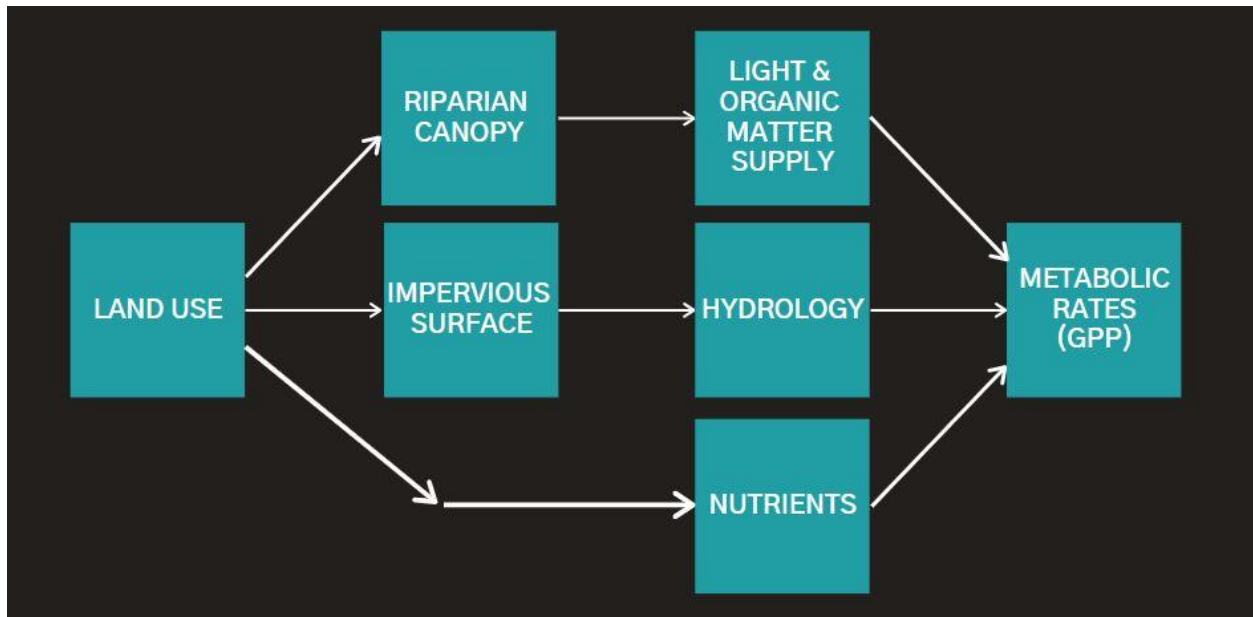 RIPARIAN
CANOPY
LIGHT &
ORGANIC
MATTER
SUPPLY
LAND USE
IMPERVIOUS
SURFACE
HYDROLOGY
METABOLIC
RATES
(GPP)
NUTRIENTS